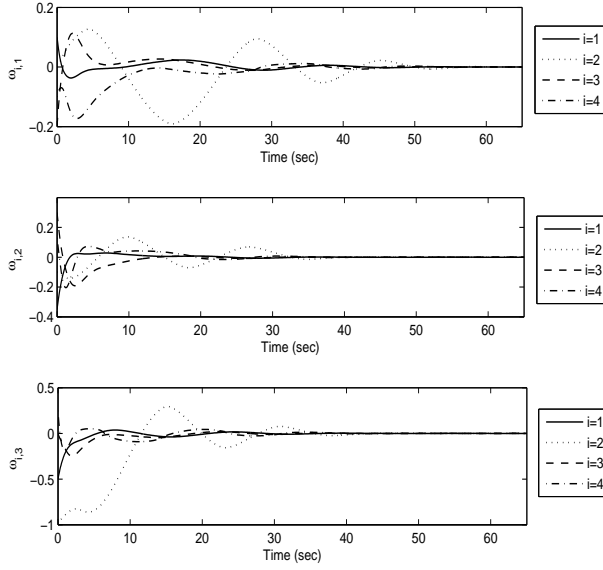 0.2
0
−0.2
ω_{i,1}
0 10 20 30 40 50 60
Time (sec)
i=1
i=2
i=3
i=4
0.2
0
−0.2
−0.4
ω_{i,2}
0 10 20 30 40 50 60
Time (sec)
i=1
i=2
i=3
i=4
0.5
0
−0.5
−1
ω_{i,3}
0 10 20 30 40 50 60
Time (sec)
i=1
i=2
i=3
i=4